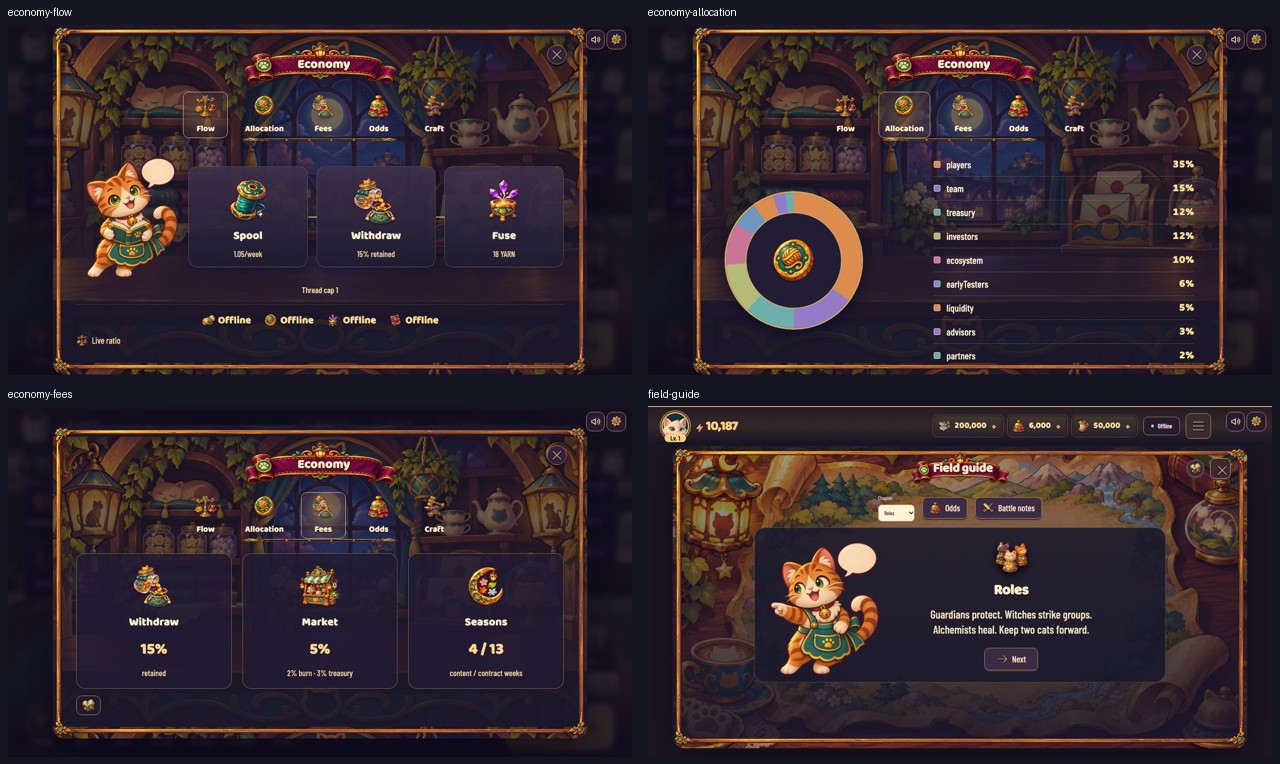 economy-flow
Economy
Flow
Allocation
Fees
Odds
Craft
Spool
1.05/week
Withdraw
15% retained
Fuse
18 YARN
Thread cap 1
Offline
Offline
Offline
Offline
Live ratio
economy-allocation
Economy
Flow
Allocation
Fees
Odds
Craft
players 35%
team 15%
treasury 12%
investors 12%
ecosystem 10%
earlyTesters 6%
liquidity 5%
advisors 3%
partners 2%
economy-fees
Economy
Flow
Allocation
Fees
Odds
Craft
Withdraw
15%
retained
Market
5%
2% burn · 3% treasury
Seasons
4 / 13
content / contract weeks
field-guide
Lv. 1
10,187
200,000 +
6,000 +
50,000 +
Offline
Field guide
Chapter
Roles
Odds
Battle notes
Roles
Guardians protect. Witches strike groups.
Alchemists heal. Keep two cats forward.
Next